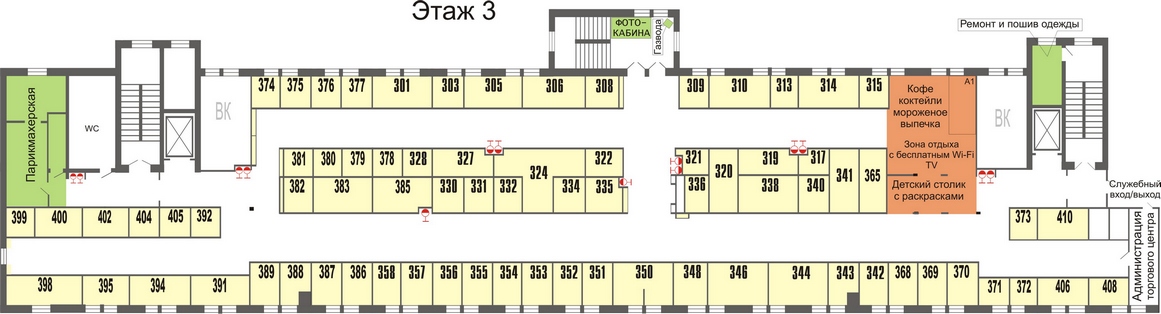 Этаж 3
ФОТО-
КАБИНА
Газвода
Ремонт и пошив одежды
Парикмахерская
WC
ВК
374 375 376 377 301 303 305 306 308
309 310 313 314 315
Кофе
коктейли
мороженое
выпечка
А1
Зона отдыха
с бесплатным Wi-Fi
TV
Детский столик
с раскрасками
ВК
381 380 379 378 328 327 324 322
382 383 385 330 331 332 334 335
321 320 319 317 341 365
336 338 340
Служебный
вход/выход
399 400 402 404 405 392
373 410
Администрация
торгового центра
398 395 394 391 389 388 387 386 358 357 356 355 354 353 352 351 350 348 346 344 343 342 368 369 370 371 372 406 408